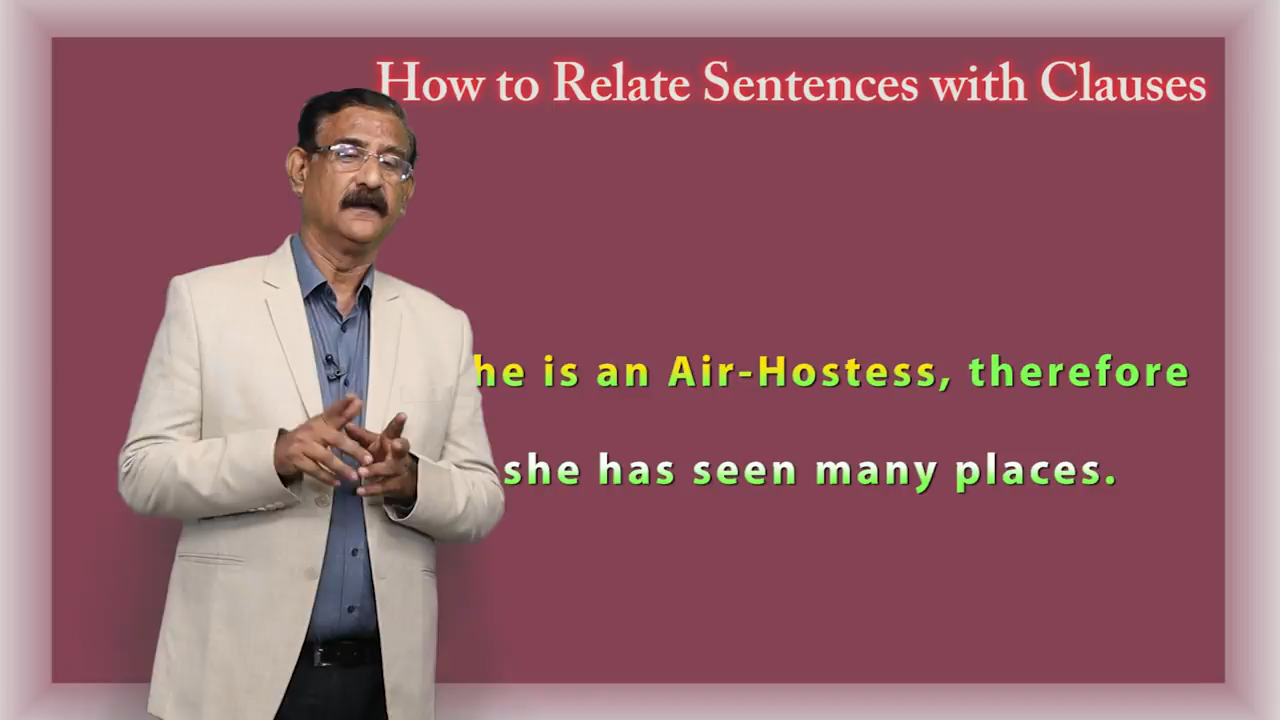 How to Relate Sentences with Clauses
he is an Air-Hostess, therefore
she has seen many places.